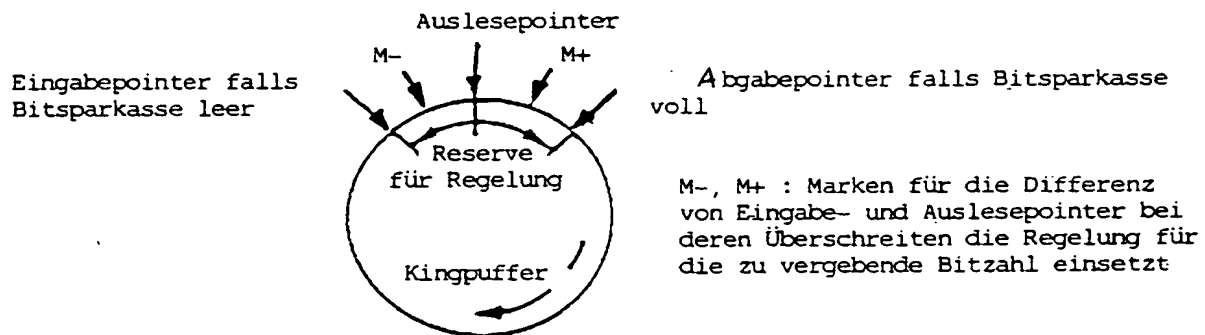 Auslesepointer
M-
M+
Eingabepointer falls
Bitsparkasse leer
Abgabepointer falls Bitsparkasse
voll
Reserve
für Regelung
M-, M+ : Marken für die Differenz
von Eingabe- und Auslesepointer bei
deren Überschreiten die Regelung für
die zu vergebende Bitzahl einsetzt
Kingpuffer